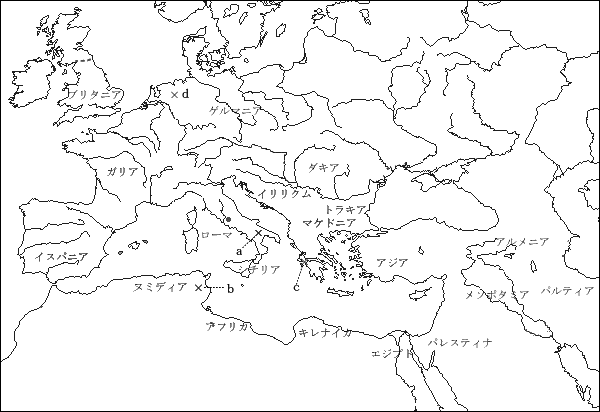 ブリタニア
×d
ゲルマニア
ガリア
ダキア
イリリクム
トラキア
マケドニア
ローマ
a
イスパニア
シチリア
アジア
アルメニア
ヌミディア
b
c
メソポタミア
パルティア
アフリカ
キレナイカ
エジプト
パレスティナ